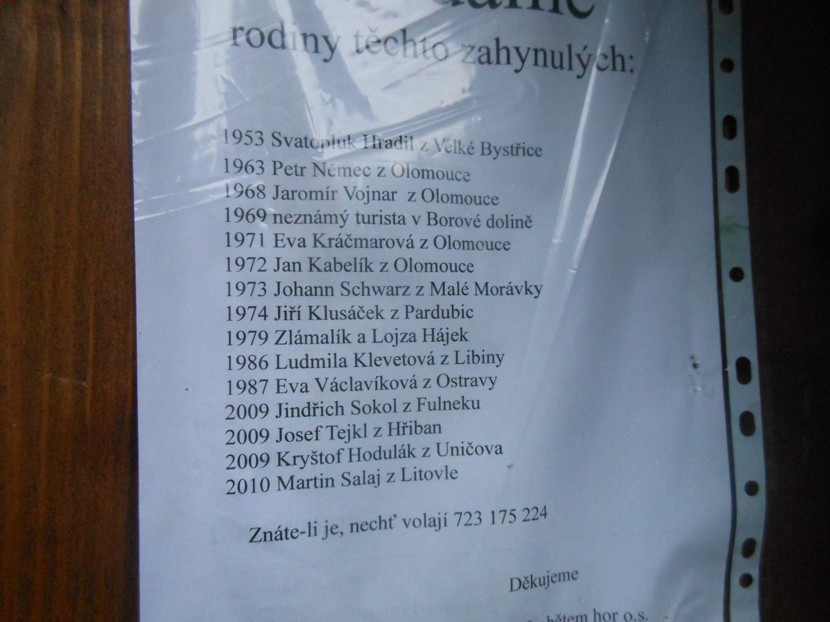 rodiny těchto zahynulých:
1953 Svatopluk Hradil z Velké Bystřice
1963 Petr Němec z Olomouce
1968 Jaromír Vojnar z Olomouce
1969 neznámý turista v Borové dolině
1971 Eva Kráčmarová z Olomouce
1972 Jan Kabelík z Olomouce
1973 Johann Schwarz z Malé Morávky
1974 Jiří Klusáček z Pardubic
1979 Zlámalík a Lojza Hájek
1986 Ludmila Klevetová z Libiny
1987 Eva Václavíková z Ostravy
2009 Jindřich Sokol z Fulneku
2009 Josef Tejkl z Hřiban
2009 Kryštof Hodulák z Uničova
2010 Martin Salaj z Litovle
Znáte-li je, nechť volají 723 175 224
Děkujeme
hor o.s.